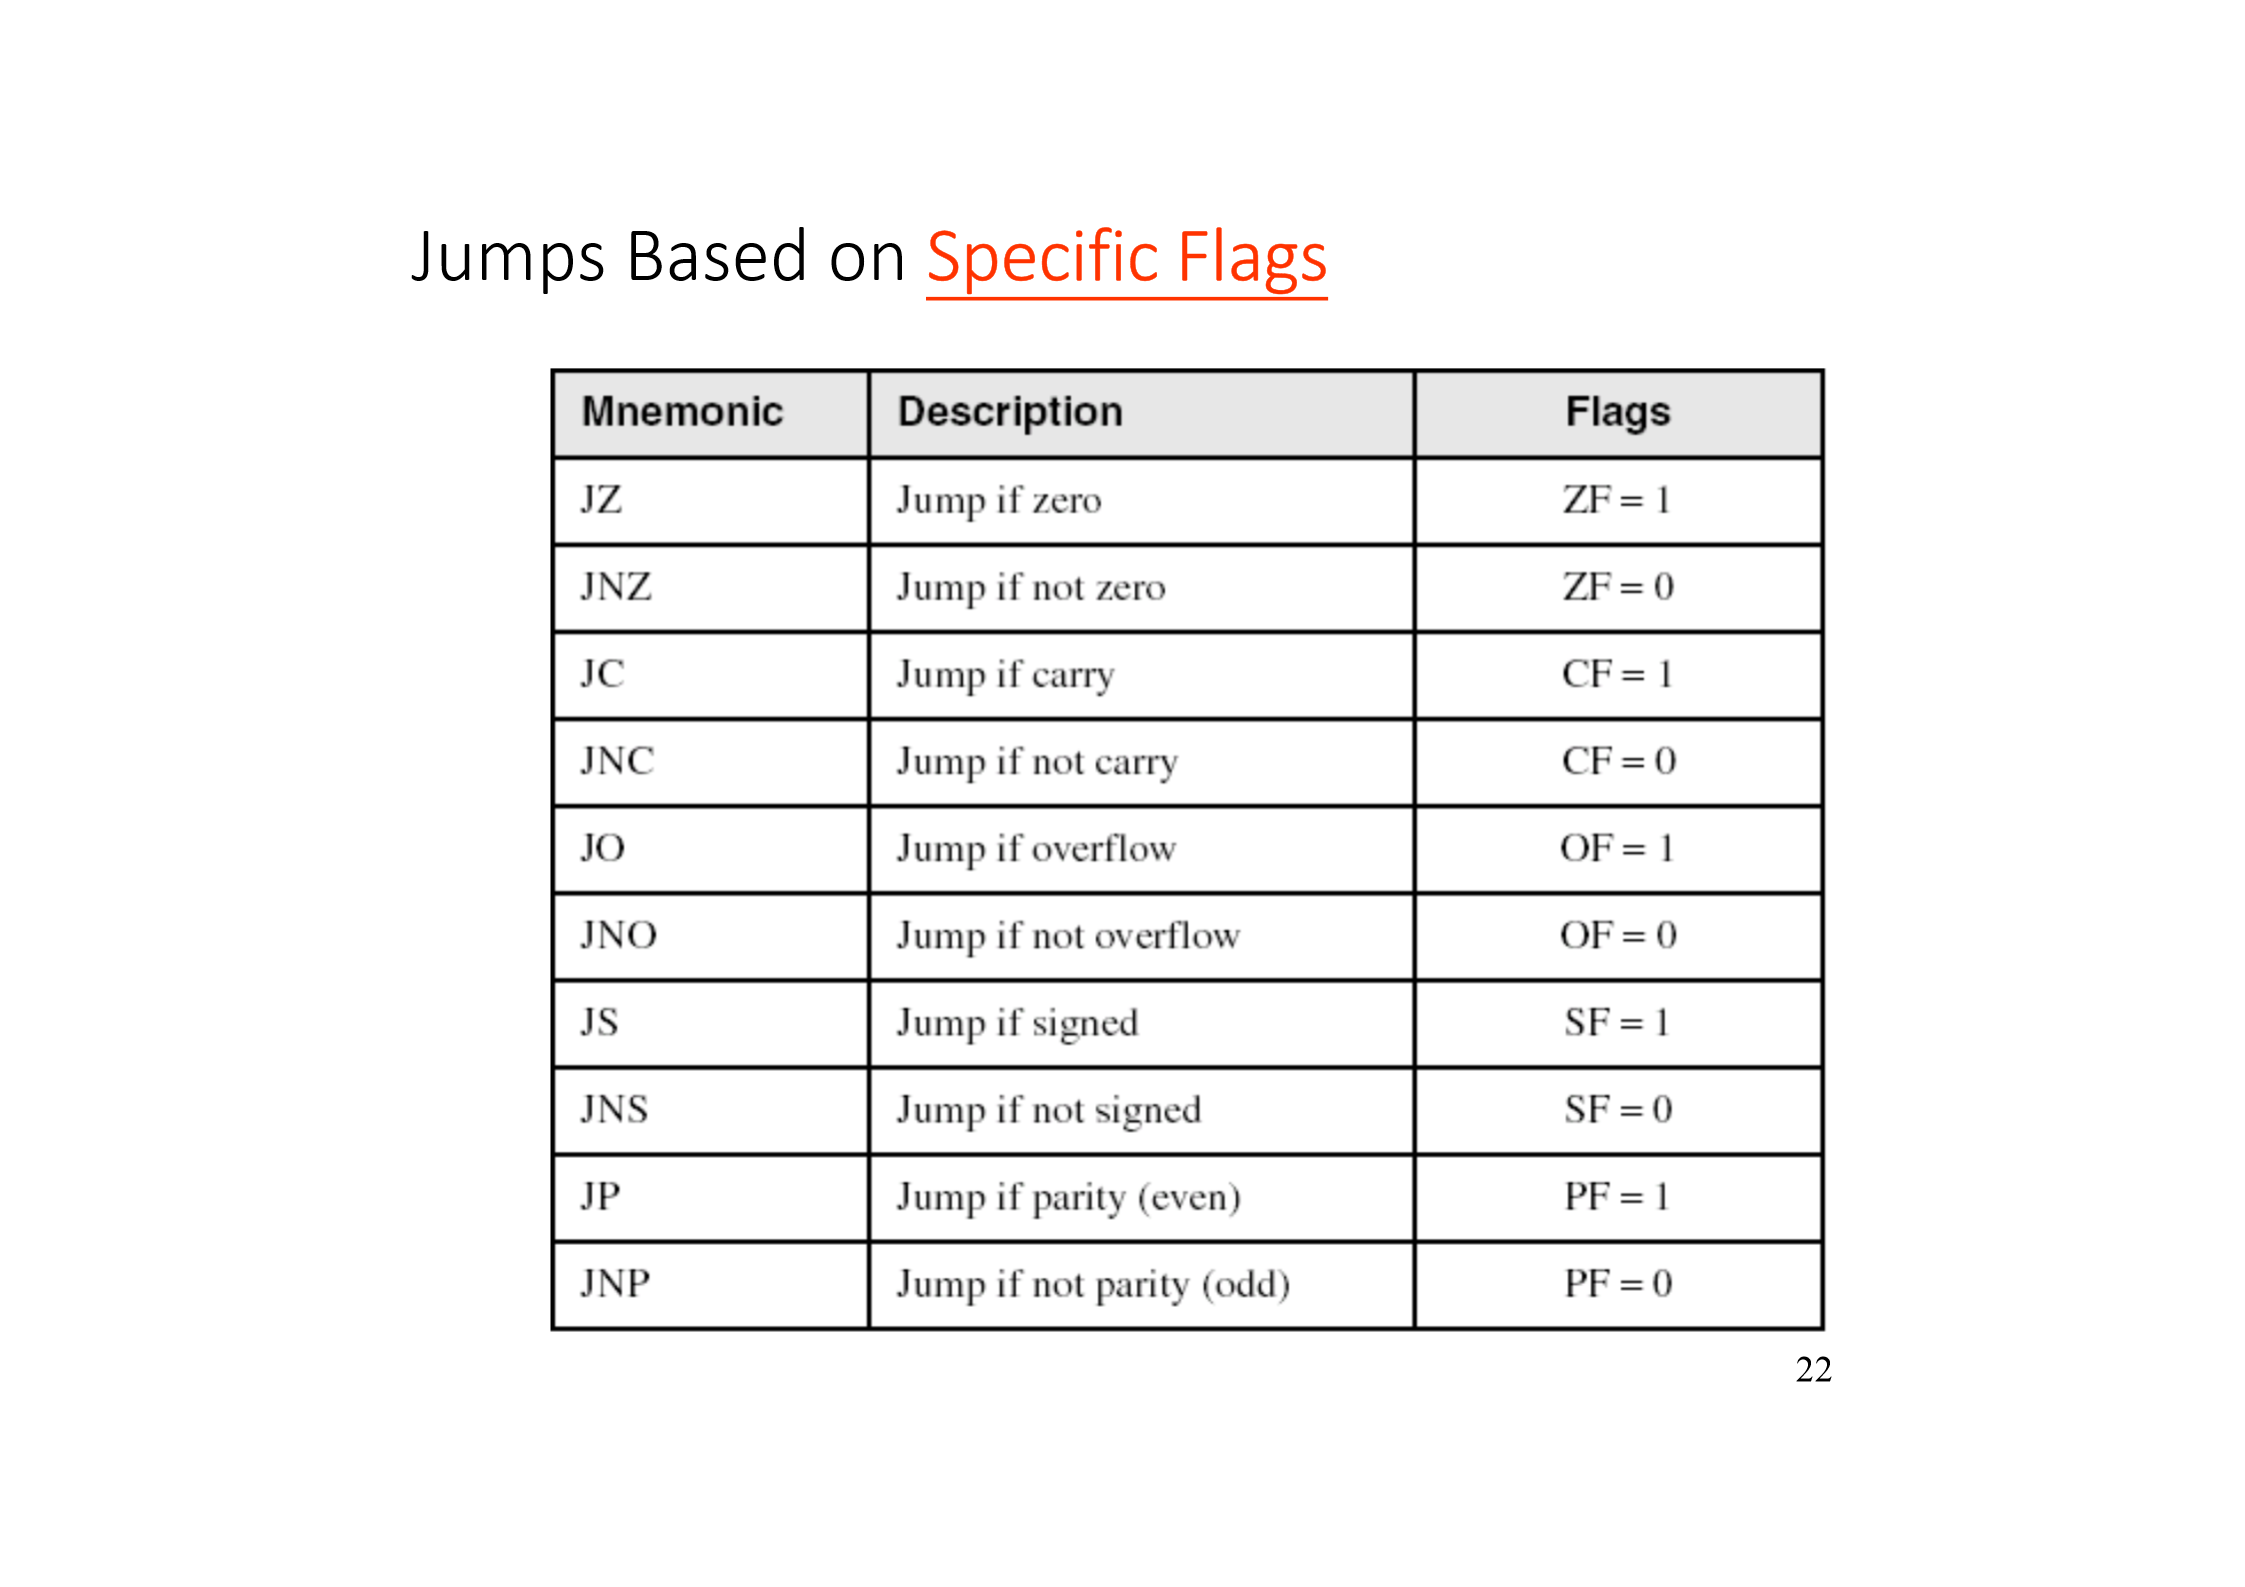 Jumps Based on Specific Flags
Mnemonic Description Flags
JZ Jump if zero ZF = 1
JNZ Jump if not zero ZF = 0
JC Jump if carry CF = 1
JNC Jump if not carry CF = 0
JO Jump if overflow OF = 1
JNO Jump if not overflow OF = 0
JS Jump if signed SF = 1
JNS Jump if not signed SF = 0
JP Jump if parity (even) PF = 1
JNP Jump if not parity (odd) PF = 0
22